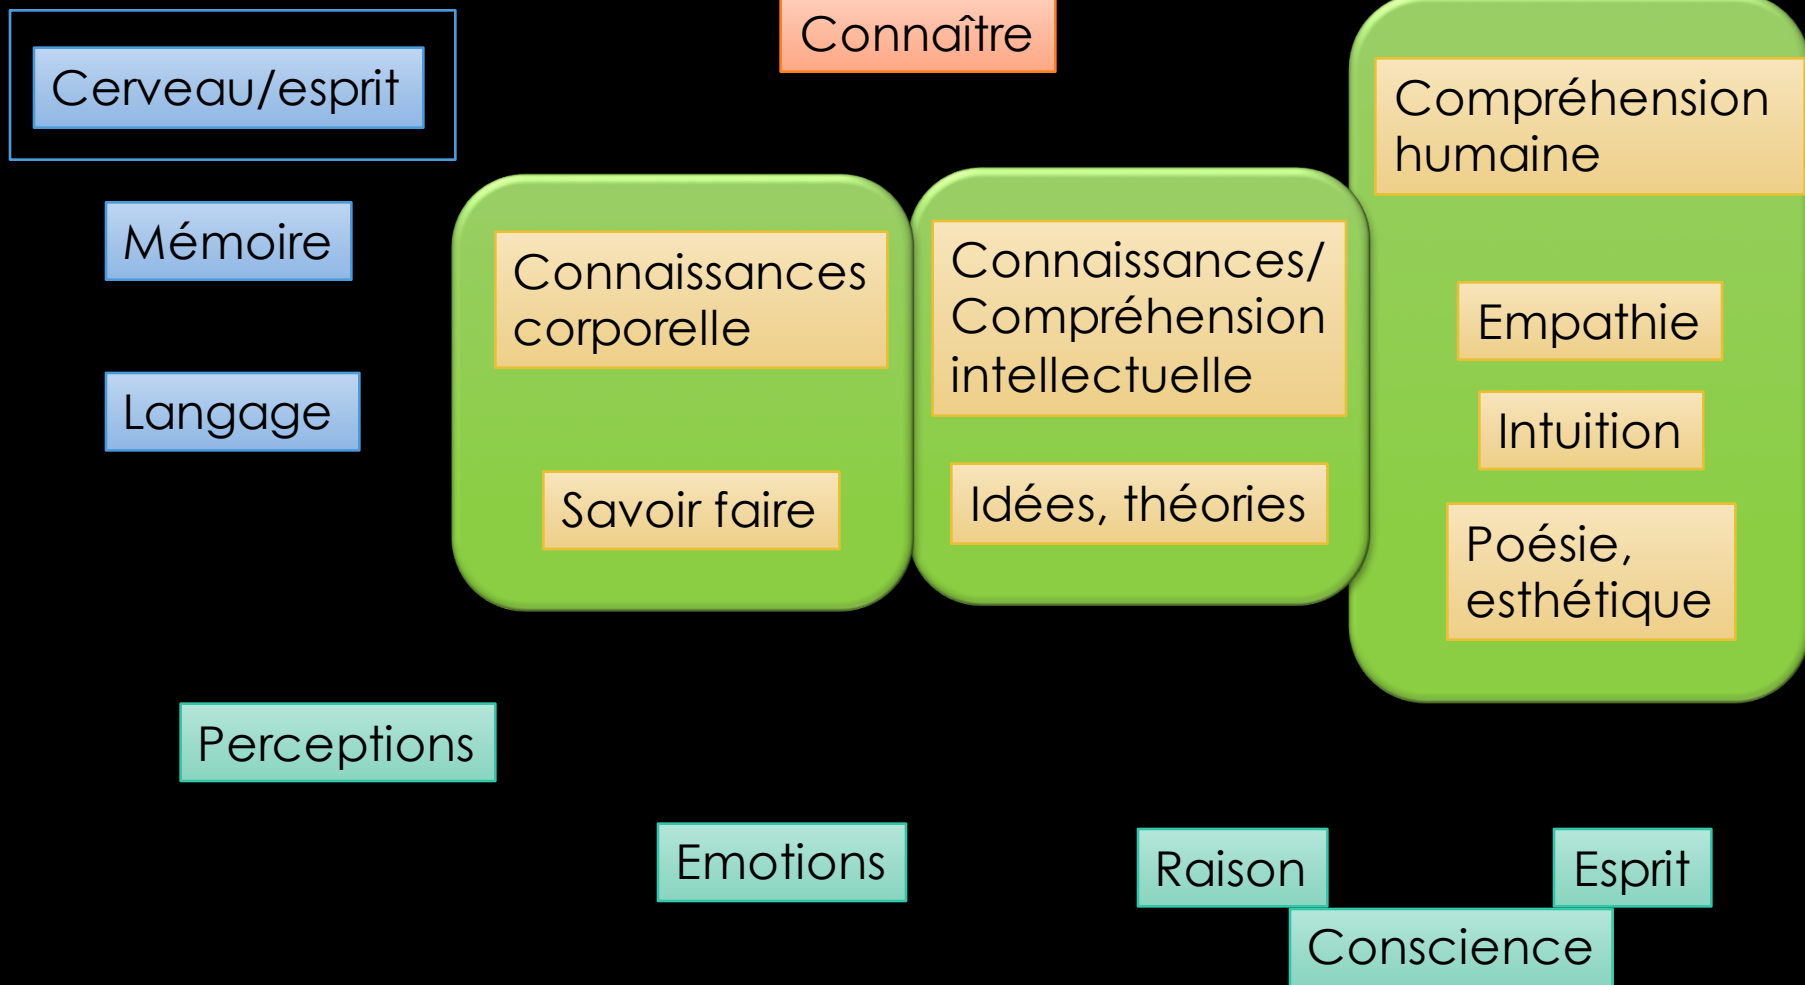 Connaître
Cerveau/esprit
Mémoire
Langage
Connaissances
corporelle
Savoir faire
Connaissances/
Compréhension
intellectuelle
Idées, théories
Compréhension
humaine
Empathie
Intuition
Poésie,
esthétique
Perceptions
Emotions
Raison
Esprit
Conscience